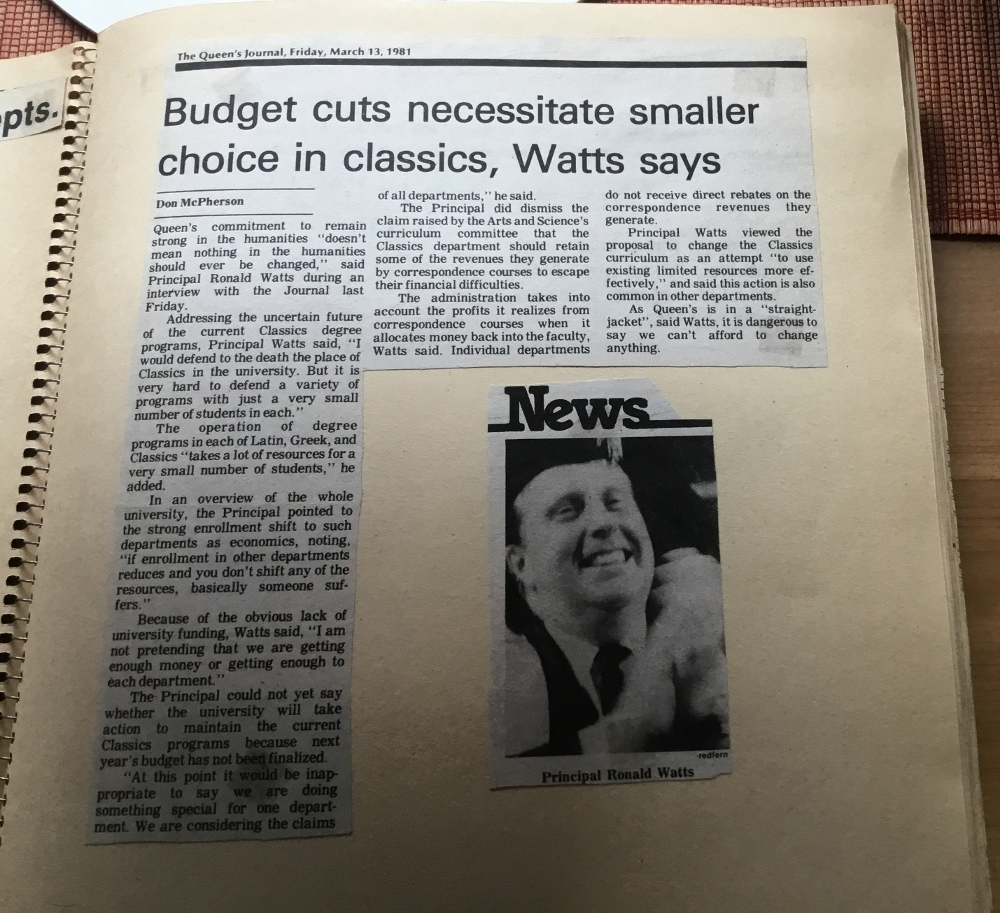 epts.
The Queen's Journal, Friday, March 13, 1981
Budget cuts necessitate smaller
choice in classics, Watts says
Don McPherson
Queen's commitment to remain
strong in the humanities “doesn't
mean nothing in the humanities
should ever be changed,” said
Principal Ronald Watts during an
interview with the Journal last
Friday.
Addressing the uncertain future
of the current Classics degree
programs, Principal Watts said, “I
would defend to the death the place of
Classics in the university. But it is
very hard to defend a variety of
programs with just a very small
number of students in each.”
The operation of degree
programs in each of Latin, Greek, and
Classics “takes a lot of resources for a
very small number of students,” he
added.
In an overview of the whole
university, the Principal pointed to
the strong enrollment shift to such
departments as economics, noting,
“if enrollment in other departments
reduces and you don't shift any of the
resources, basically someone suf-
fers.”
Because of the obvious lack of
university funding, Watts said, “I am
not pretending that we are getting
enough money or getting enough to
each department.”
The Principal could not yet say
whether the university will take
action to maintain the current
Classics programs because next
year's budget has not been finalized.
“At this point it would be inap-
propriate to say we are doing
something special for one depart-
ment. We are considering the claims
of all departments,” he said.
The Principal did dismiss the
claim raised by the Arts and Science's
curriculum committee that the
Classics department should retain
some of the revenues they generate
by correspondence courses to escape
their financial difficulties.
The administration takes into
account the profits it realizes from
correspondence courses when it
allocates money back into the faculty,
Watts said. Individual departments
do not receive direct rebates on the
correspondence revenues they
generate.
Principal Watts viewed the
proposal to change the Classics
curriculum as an attempt “to use
existing limited resources more ef-
fectively,” and said this action is also
common in other departments.
As Queen's is in a “straight-
jacket”, said Watts, it is dangerous to
say we can't afford to change
anything.
News
-redfern
Principal Ronald Watts